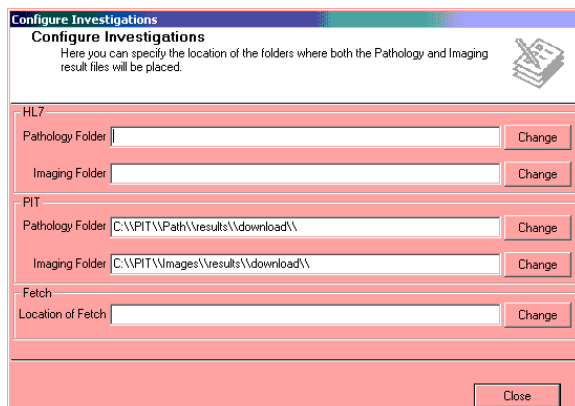 Configure Investigations
Configure Investigations
Here you can specify the location of the folders where both the Pathology and Imaging
result files will be placed.
HL7
Pathology Folder Change
Imaging Folder Change
PIT
Pathology Folder C:\\PIT\\Path\\results\\download\\ Change
Imaging Folder C:\\PIT\\Images\\results\\download\\ Change
Fetch
Location of Fetch Change
Close